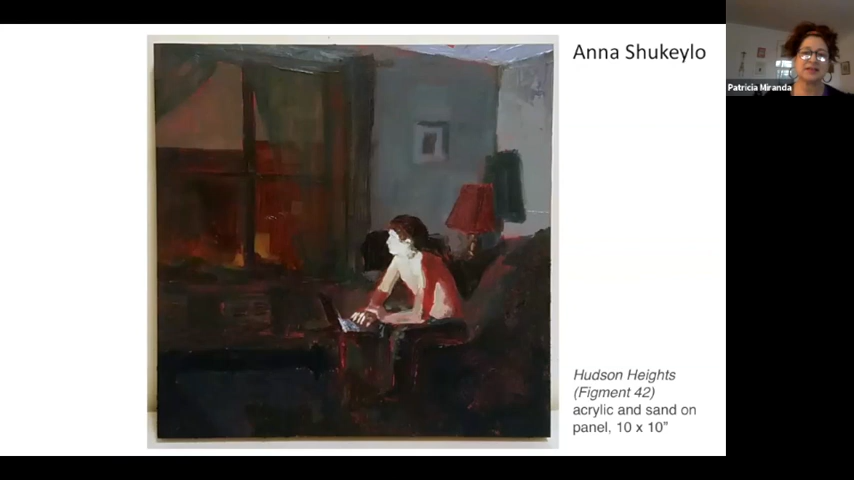 Anna Shukeylo
Patricia Miranda
Hudson Heights
(Figment 42)
acrylic and sand on
panel, 10 x 10”